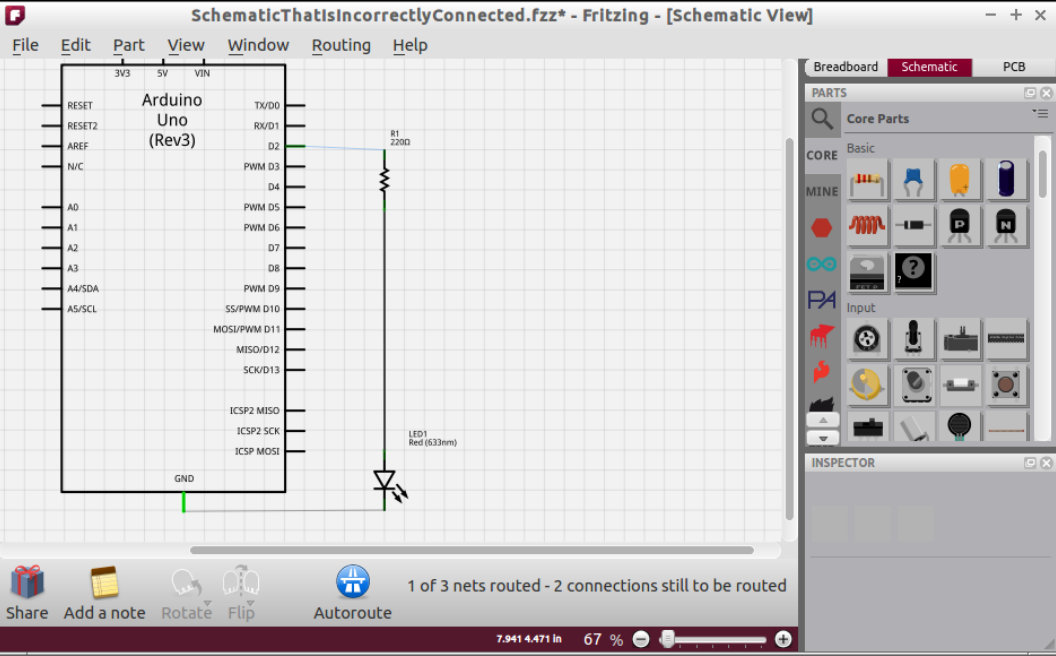 SchematicThatIsIncorrectlyConnected.fzz* - Fritzing - [Schematic View]
File Edit Part View Window Routing Help
3V3 5V VIN
Arduino
Uno
(Rev3)
RESET
RESET2
AREF
N/C
A0
A1
A2
A3
A4/SDA
A5/SCL
TX/D0
RX/D1
D2
PWM D3
D4
PWM D5
PWM D6
D7
D8
PWM D9
SS/PWM D10
MOSI/PWM D11
MISO/D12
SCK/D13
ICSP2 MISO
ICSP2 SCK
ICSP MOSI
GND
R1
220Ω
LED1
Red (633nm)
Breadboard Schematic PCB
PARTS
Core Parts
CORE
MINE
Basic
P
N
?
?
Input
INSPECTOR
Share
Add a note
Rotate
Flip
Autoroute
1 of 3 nets routed - 2 connections still to be routed
7.941 4.471 in 67 %